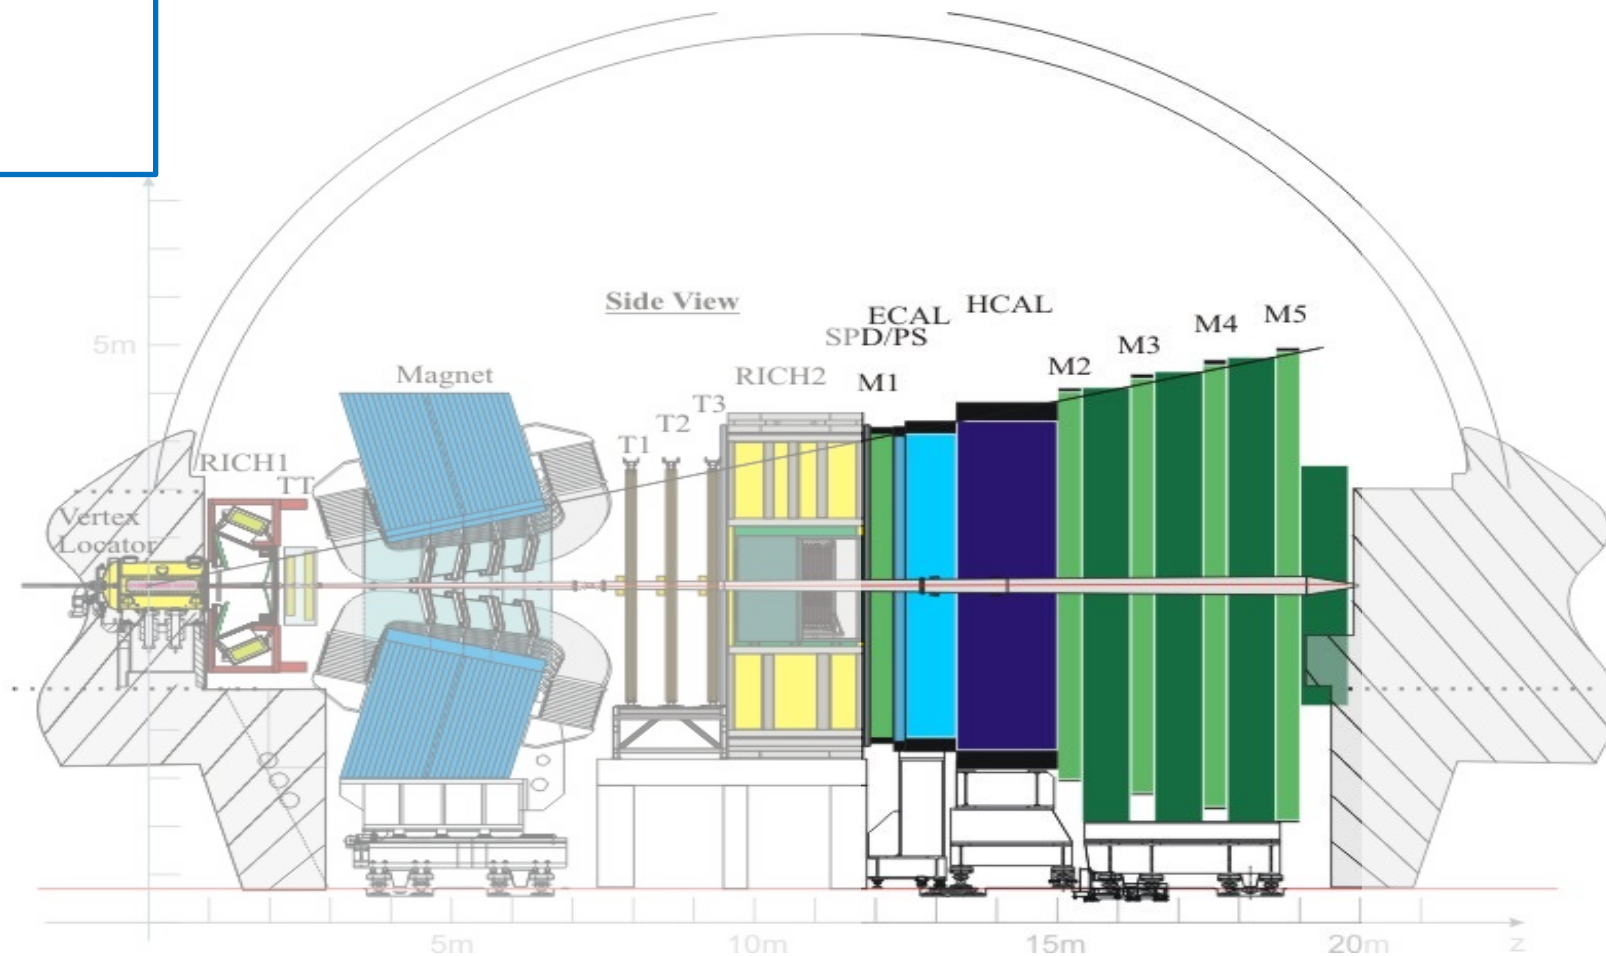 Side View
ECAL
HCAL
SPD/PS
M1
M2
M3
M4
M5
5m
Magnet
RICH2
T1
T2
T3
RICH1
TT
Vertex
Locator
5m
10m
15m
20m
z